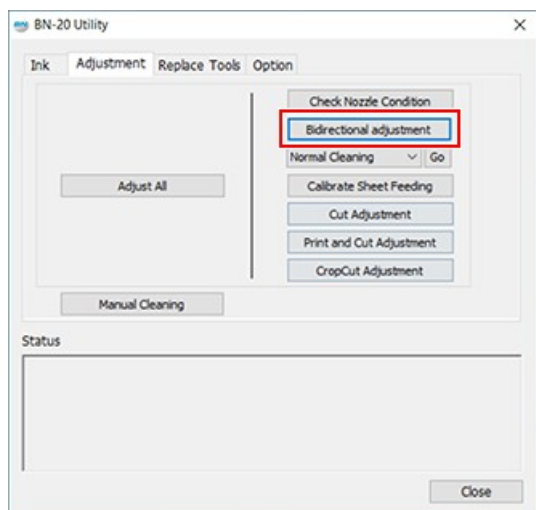 BN-20 Utility
Ink Adjustment Replace Tools Option
Check Nozzle Condition
Bidirectional adjustment
Normal Cleaning Go
Adjust All
Calibrate Sheet Feeding
Cut Adjustment
Print and Cut Adjustment
CropCut Adjustment
Manual Cleaning
Status
Close